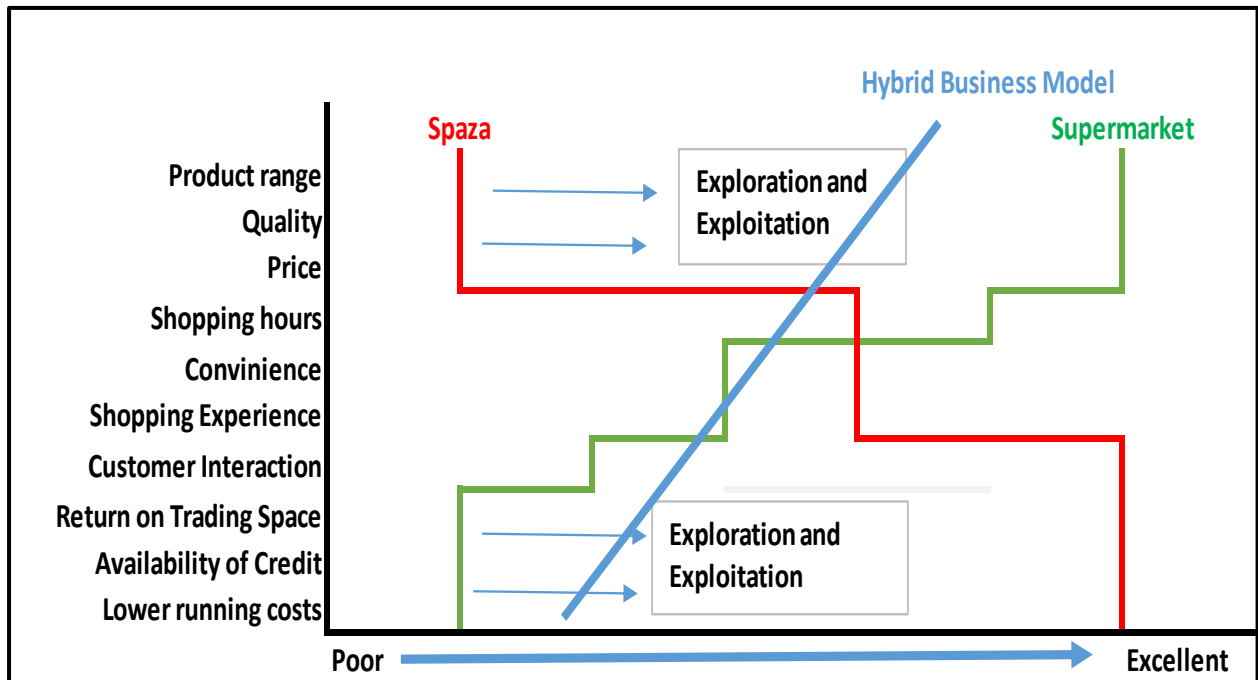 Hybrid Business Model
Spaza
Supermarket
Product range
Quality
Price
Shopping hours
Convinience
Shopping Experience
Customer Interaction
Return on Trading Space
Availability of Credit
Lower running costs
Exploration and
Exploitation
Exploration and
Exploitation
Poor
Excellent